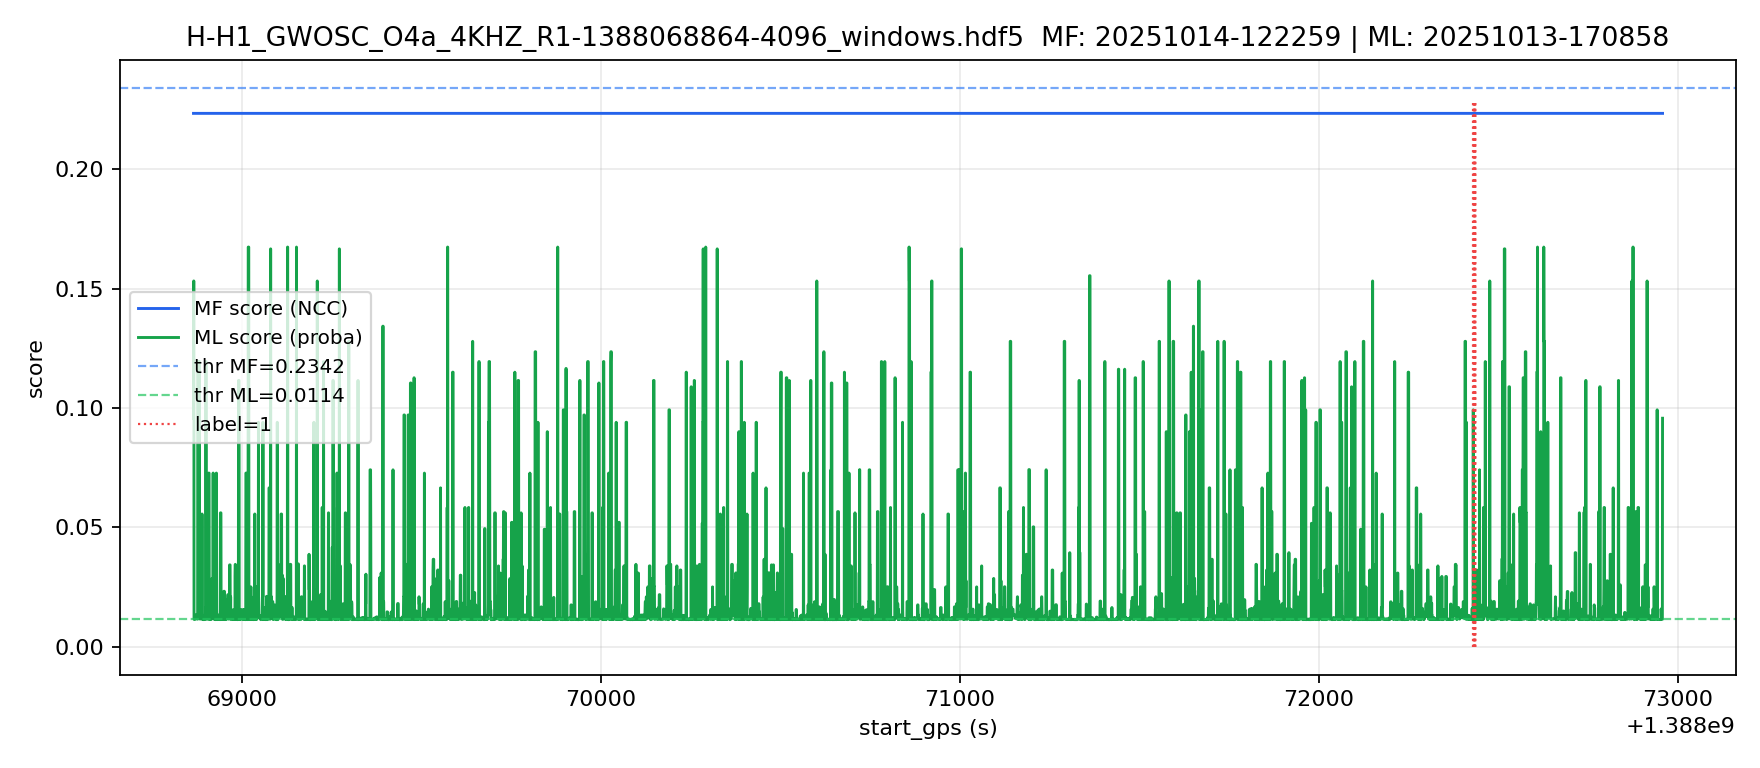 H-H1_GWOSC_O4a_4KHZ_R1-1388068864-4096_windows.hdf5  MF: 20251014-122259 | ML: 20251013-170858
score
0.20
0.15
0.10
0.05
0.00
MF score (NCC)
ML score (proba)
thr MF=0.2342
thr ML=0.0114
label=1
69000
70000
71000
72000
73000
start_gps (s)
+1.388e9